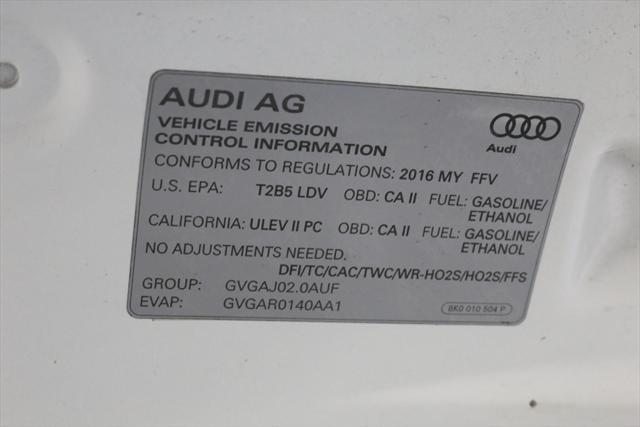 AUDI AG
VEHICLE EMISSION
CONTROL INFORMATION
Audi
CONFORMS TO REGULATIONS: 2016 MY FFV
U.S. EPA: T2B5 LDV OBD: CA II FUEL: GASOLINE/
ETHANOL
CALIFORNIA: ULEV II PC OBD: CA II FUEL: GASOLINE/
ETHANOL
NO ADJUSTMENTS NEEDED.
DFI/TC/CAC/TWC/WR-HO2S/HO2S/FFS
GROUP: GVGAJ02.0AUF
EVAP: GVGAR0140AA1
8K0 010 504 P